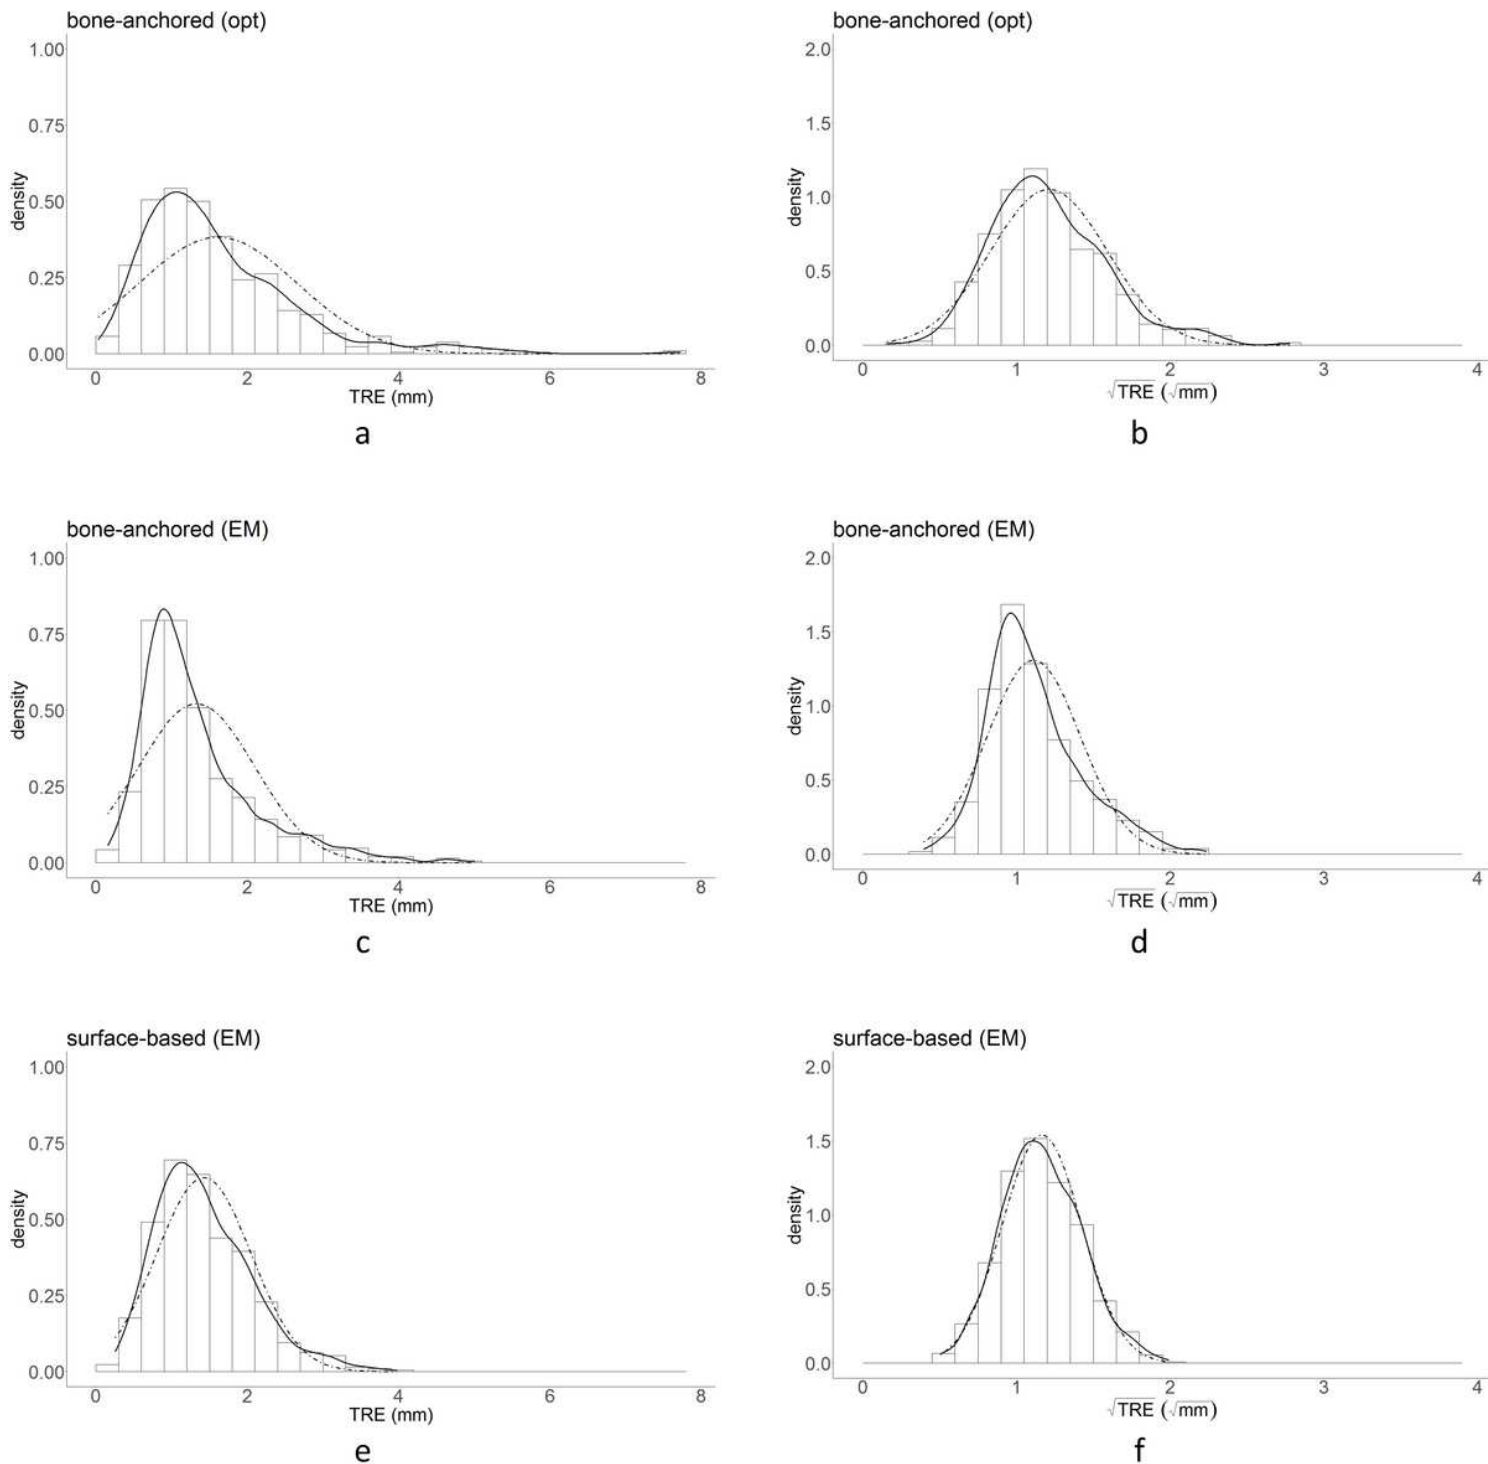 bone-anchored (opt)
1.00
0.75
0.50
0.25
0.00
density
0 2 4 6 8
TRE (mm)
a
bone-anchored (opt)
2.0
1.5
1.0
0.5
0.0
density
0 1 2 3 4
√TRE (√mm)
b
bone-anchored (EM)
1.00
0.75
0.50
0.25
0.00
density
0 2 4 6 8
TRE (mm)
c
bone-anchored (EM)
2.0
1.5
1.0
0.5
0.0
density
0 1 2 3 4
√TRE (√mm)
d
surface-based (EM)
1.00
0.75
0.50
0.25
0.00
density
0 2 4 6 8
TRE (mm)
e
surface-based (EM)
2.0
1.5
1.0
0.5
0.0
density
0 1 2 3 4
√TRE (√mm)
f